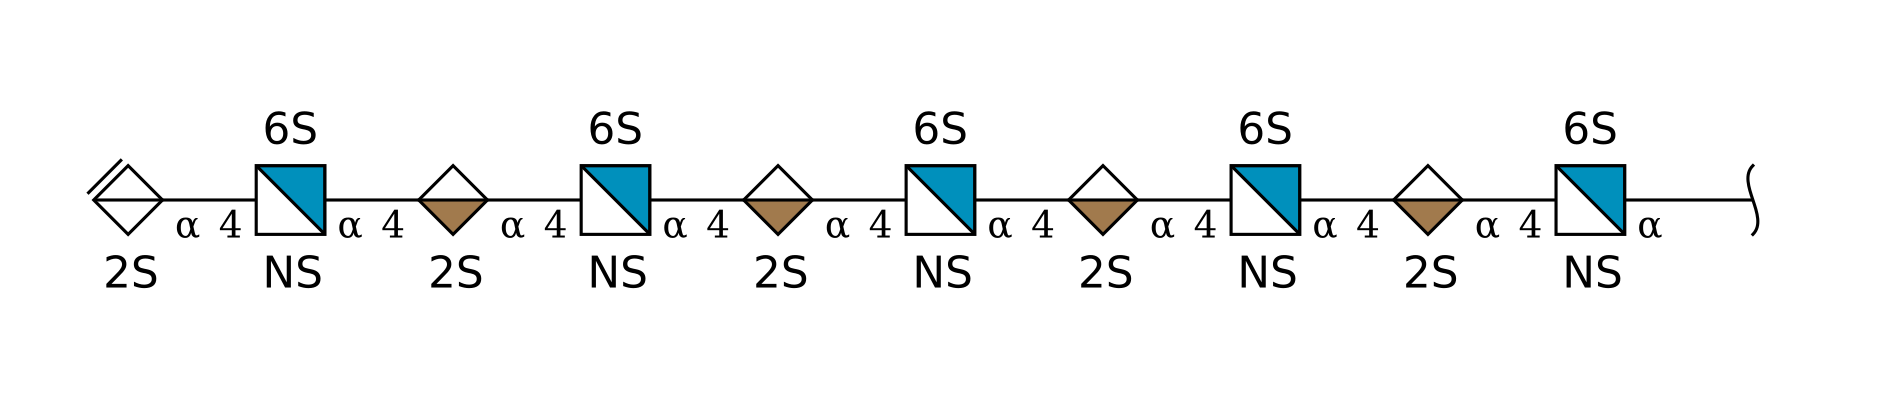 6S 6S 6S 6S 6S
α 4 α 4 α 4 α 4 α 4 α 4 α 4 α 4 α 4 α
2S NS 2S NS 2S NS 2S NS 2S NS